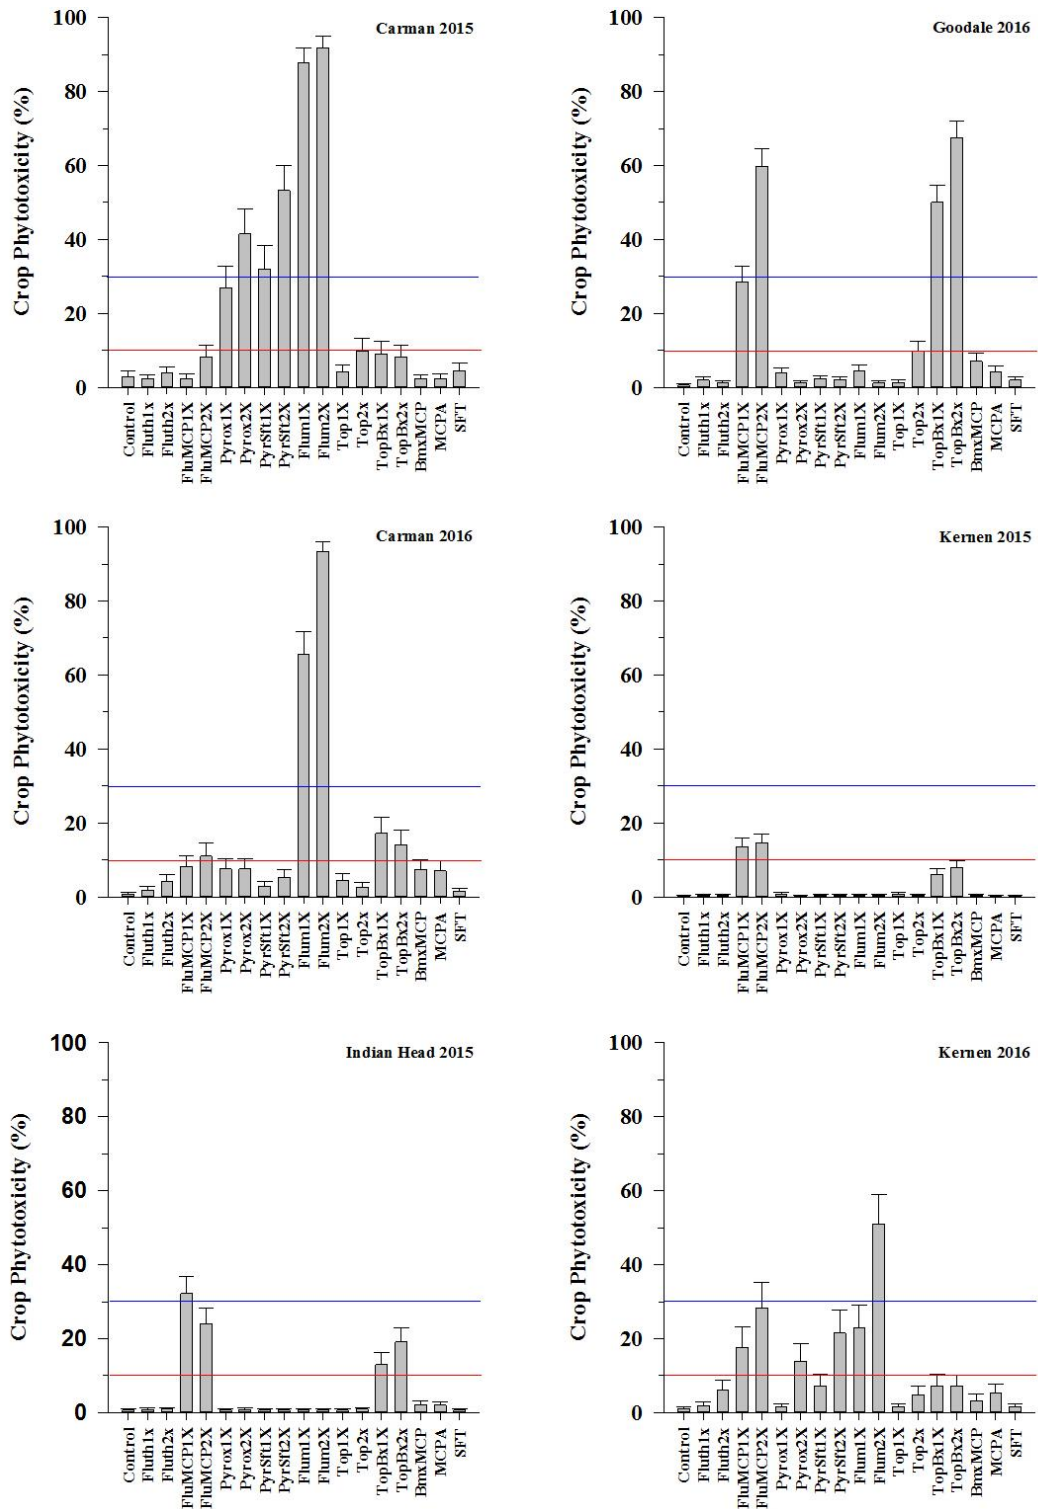 Carman 2015
Crop Phytotoxicity (%)
100
80
60
40
20
0
Control
Fluth1x
Fluth2x
FluMCP1X
FluMCP2X
Pyrox1X
Pyrox2X
PyrSft1X
PyrSft2X
Flum1X
Flum2X
Top1X
Top2x
TopBx1X
TopBx2x
BmxMCP
MCPA
SFT
Goodale 2016
Crop Phytotoxicity (%)
100
80
60
40
20
0
Control
Fluth1x
Fluth2x
FluMCP1X
FluMCP2X
Pyrox1X
Pyrox2X
PyrSft1X
PyrSft2X
Flum1X
Flum2X
Top1X
Top2x
TopBx1X
TopBx2x
BmxMCP
MCPA
SFT
Carman 2016
Crop Phytotoxicity (%)
100
80
60
40
20
0
Control
Fluth1x
Fluth2x
FluMCP1X
FluMCP2X
Pyrox1X
Pyrox2X
PyrSft1X
PyrSft2X
Flum1X
Flum2X
Top1X
Top2x
TopBx1X
TopBx2x
BmxMCP
MCPA
SFT
Kernen 2015
Crop Phytotoxicity (%)
100
80
60
40
20
0
Control
Fluth1x
Fluth2x
FluMCP1X
FluMCP2X
Pyrox1X
Pyrox2X
PyrSft1X
PyrSft2X
Flum1X
Flum2X
Top1X
Top2x
TopBx1X
TopBx2x
BmxMCP
MCPA
SFT
Indian Head 2015
Crop Phytotoxicity (%)
100
80
60
40
20
0
Control
Fluth1x
Fluth2x
FluMCP1X
FluMCP2X
Pyrox1X
Pyrox2X
PyrSft1X
PyrSft2X
Flum1X
Flum2X
Top1X
Top2x
TopBx1X
TopBx2x
BmxMCP
MCPA
SFT
Kernen 2016
Crop Phytotoxicity (%)
100
80
60
40
20
0
Control
Fluth1x
Fluth2x
FluMCP1X
FluMCP2X
Pyrox1X
Pyrox2X
PyrSft1X
PyrSft2X
Flum1X
Flum2X
Top1X
Top2x
TopBx1X
TopBx2x
BmxMCP
MCPA
SFT